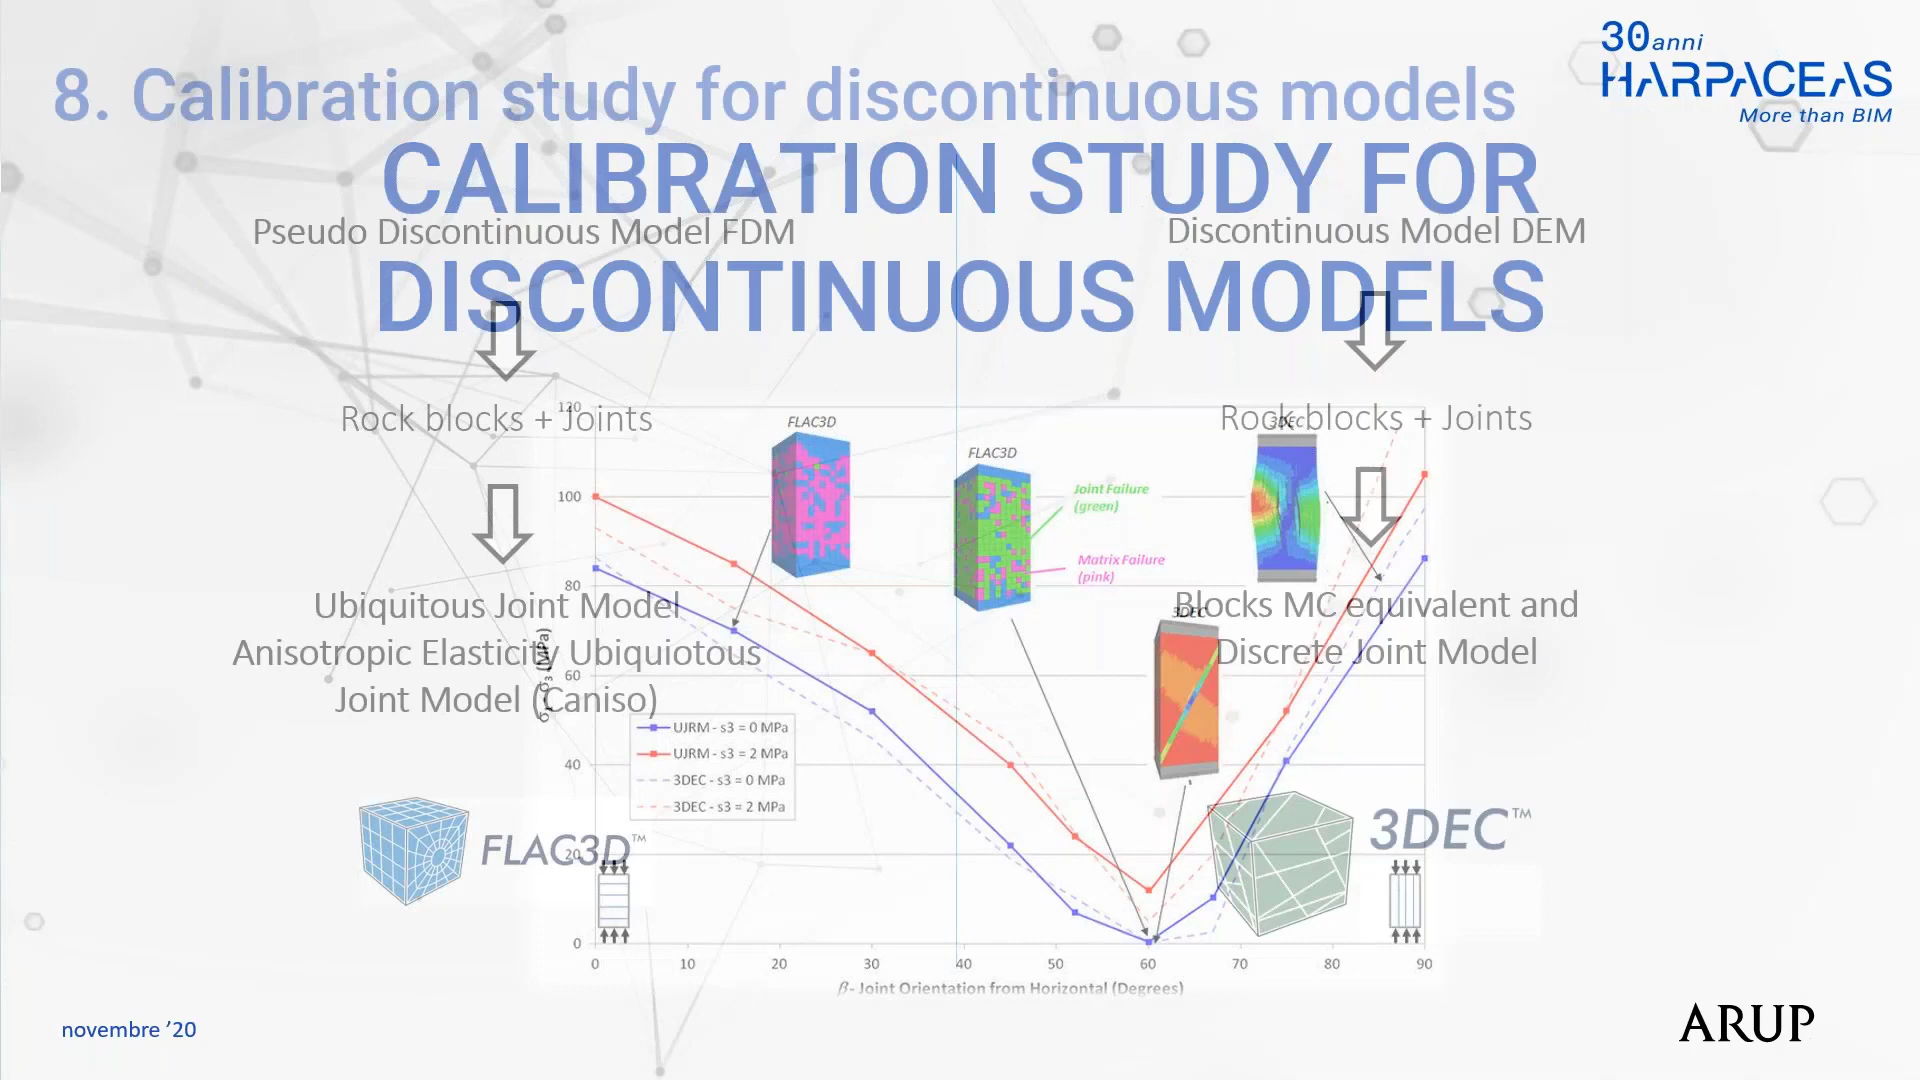 30anni
HARPACEAS
More than BIM
8. Calibration study for discontinuous models
CALIBRATION STUDY FOR
DISCONTINUOUS MODELS
Pseudo Discontinuous Model FDM
Discontinuous Model DEM
Rock blocks + Joints
Rock blocks + Joints
Ubiquitous Joint Model
Anisotropic Elasticity Ubiquiotous
Joint Model (Caniso)
Blocks MC equivalent and
Discrete Joint Model
FLAC3D™
3DEC™
FLAC3D
FLAC3D
3DEC
3DEC
Joint Failure
(green)
Matrix Failure
(pink)
UJRM - s3 = 0 MPa
UJRM - s3 = 2 MPa
3DEC - s3 = 0 MPa
3DEC - s3 = 2 MPa
120
100
80
60
40
20
0
σ₁ - σ₃ (MPa)
0 10 20 30 40 50 60 70 80 90
β- Joint Orientation from Horizontal (Degrees)
novembre ’20
ARUP